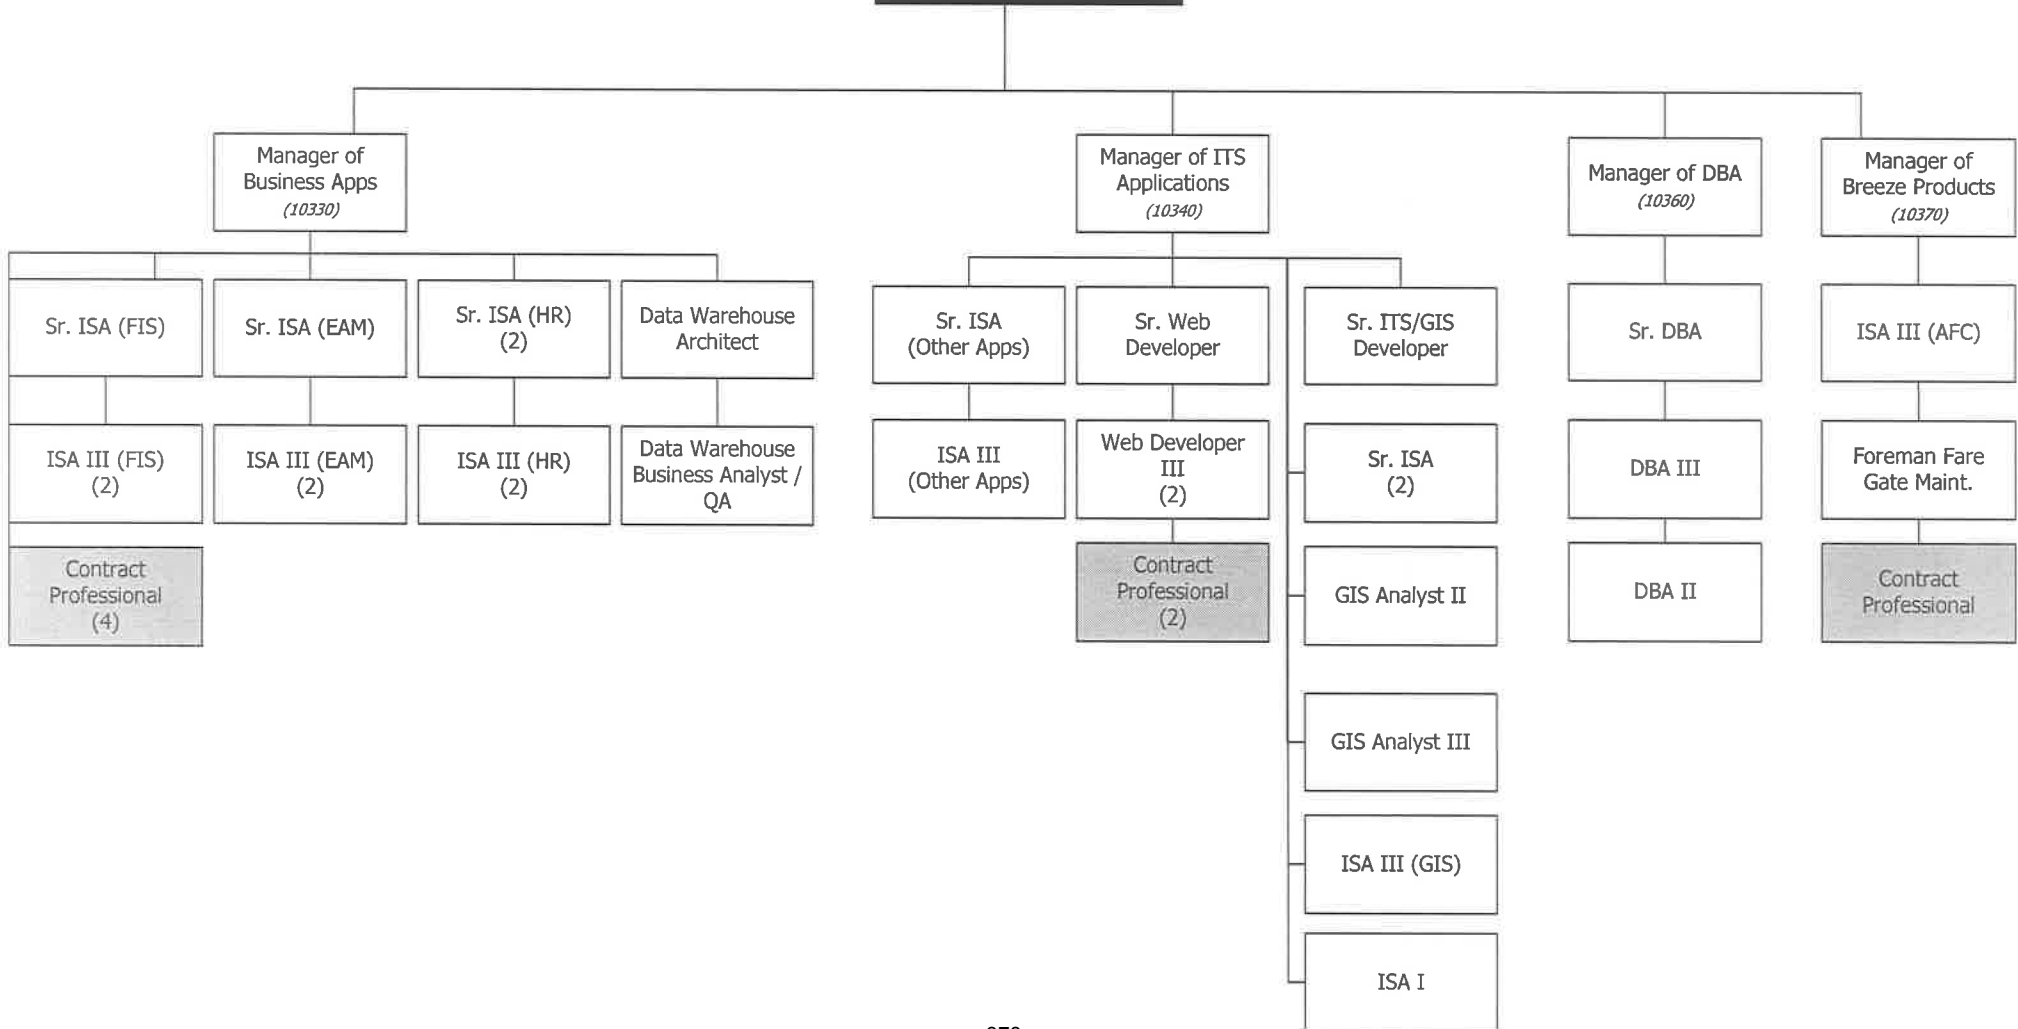 Manager of
Business Apps
(10330)
Manager of ITS
Applications
(10340)
Manager of DBA
(10360)
Manager of
Breeze Products
(10370)
Sr. ISA (FIS)
Sr. ISA (EAM)
Sr. ISA (HR)
(2)
Data Warehouse
Architect
Sr. ISA
(Other Apps)
Sr. Web
Developer
Sr. ITS/GIS
Developer
Sr. DBA
ISA III (AFC)
ISA III (FIS)
(2)
ISA III (EAM)
(2)
ISA III (HR)
(2)
Data Warehouse
Business Analyst /
QA
ISA III
(Other Apps)
Web Developer
III
(2)
Sr. ISA
(2)
DBA III
Foreman Fare
Gate Maint.
Contract
Professional
(4)
Contract
Professional
(2)
GIS Analyst II
DBA II
Contract
Professional
GIS Analyst III
ISA III (GIS)
ISA I